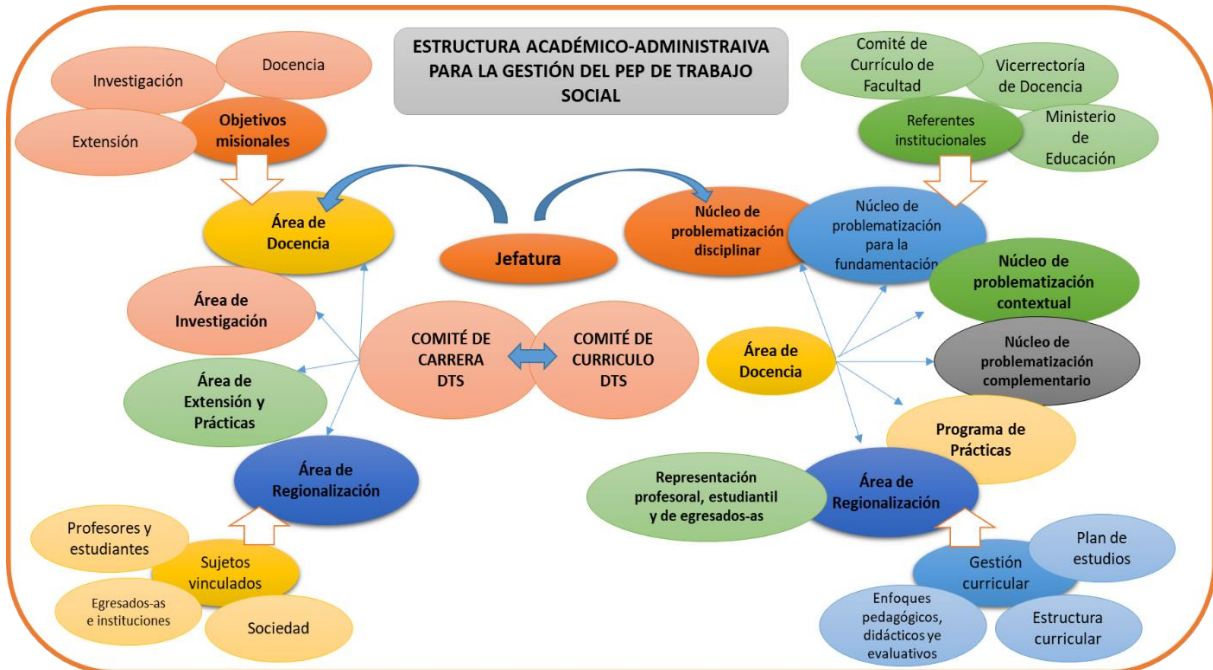 ESTRUCTURA ACADÉMICO-ADMINISTRAIVA
PARA LA GESTIÓN DEL PEP DE TRABAJO
SOCIAL
Investigación
Docencia
Extensión
Objetivos
misionales
Comité de
Currículo de
Facultad
Vicerrectoría
de Docencia
Referentes
institucionales
Ministerio
de
Educación
Área de
Docencia
Jefatura
Núcleo de
problematización
disciplinar
Núcleo de
problematización
para la
fundamentación
Núcleo de
problematización
contextual
Área de
Investigación
COMITÉ DE
CARRERA
DTS
COMITÉ DE
CURRICULO
DTS
Área de
Docencia
Núcleo de
problematización
complementario
Área de
Extensión y
Prácticas
Programa de
Prácticas
Área de
Regionalización
Representación
profesoral, estudiantil
y de egresados-as
Área de
Regionalización
Profesores y
estudiantes
Sujetos
vinculados
Egresados-as
e instituciones
Sociedad
Plan de
estudios
Gestión
curricular
Enfoques
pedagógicos,
didácticos ye
evaluativos
Estructura
curricular